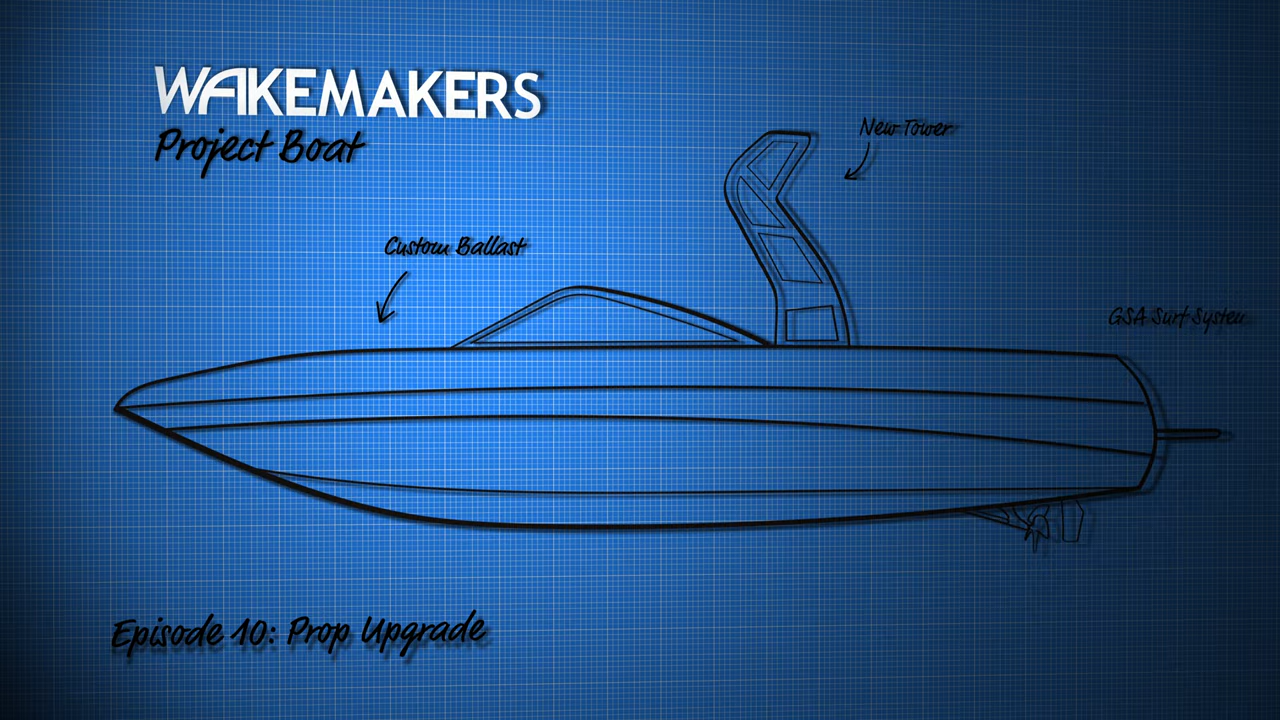 WAKEMAKERS
Project Boat
New Tower
Custom Ballast
GSA Surf System
Episode 10: Prop Upgrade